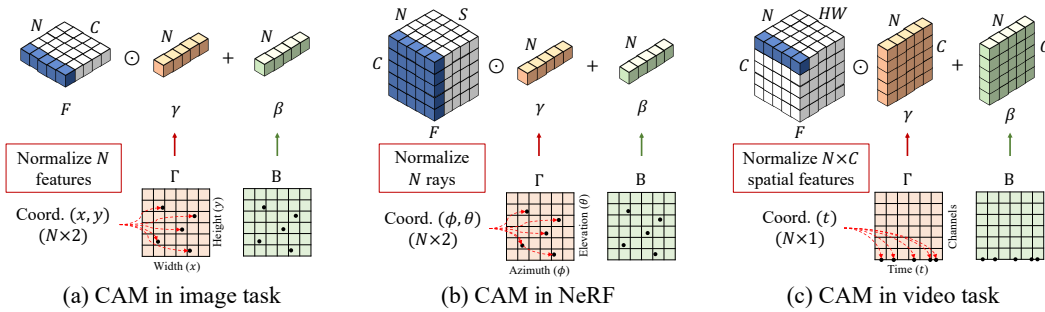 N C N N
⊙ +
F γ β
Normalize N
features
Γ B
Coord. (x, y)
(N×2)
Height (y)
Width (x)
(a) CAM in image task
N S N N
C ⊙ +
F γ β
Normalize
N rays
Γ B
Coord. (ϕ, θ)
(N×2)
Elevation (θ)
Azimuth (ϕ)
(b) CAM in NeRF
N HW N N
C ⊙ C + C
F γ β
Normalize N×C
spatial features
Γ B
Coord. (t)
(N×1)
Channels
Time (t)
(c) CAM in video task